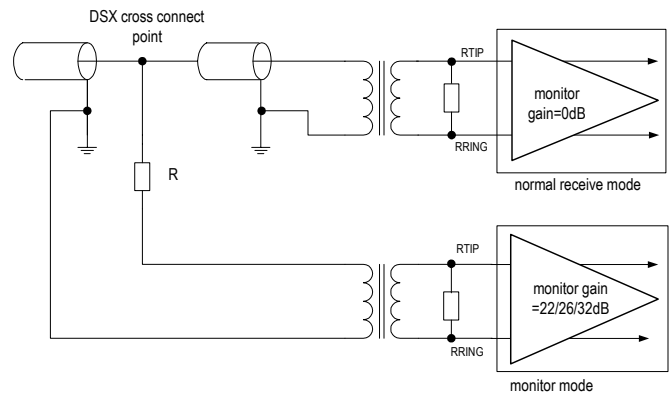 DSX cross connect
point
RTIP
monitor
gain=0dB
RRING
normal receive mode
R
RTIP
monitor gain
=22/26/32dB
RRING
monitor mode